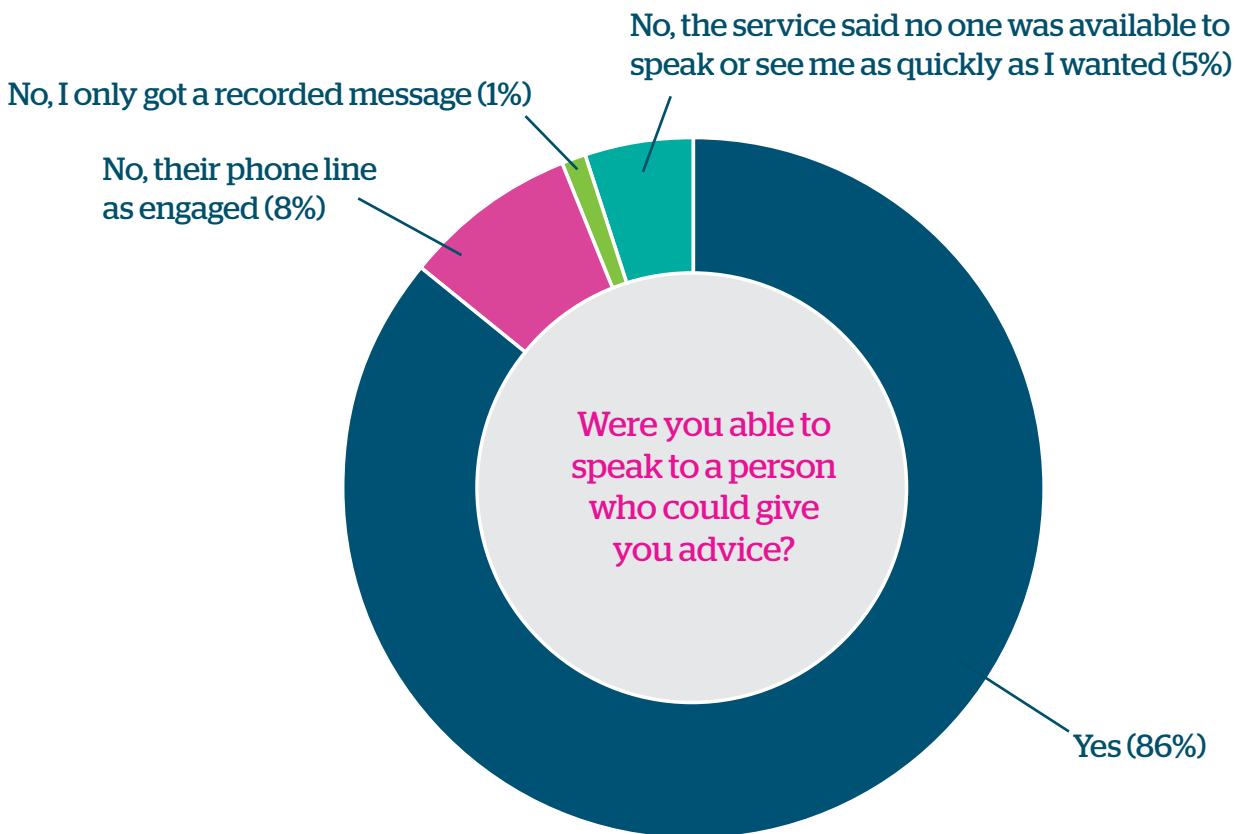 No, the service said no one was available to
speak or see me as quickly as I wanted (5%)
No, I only got a recorded message (1%)
No, their phone line
as engaged (8%)
Were you able to
speak to a person
who could give
you advice?
Yes (86%)